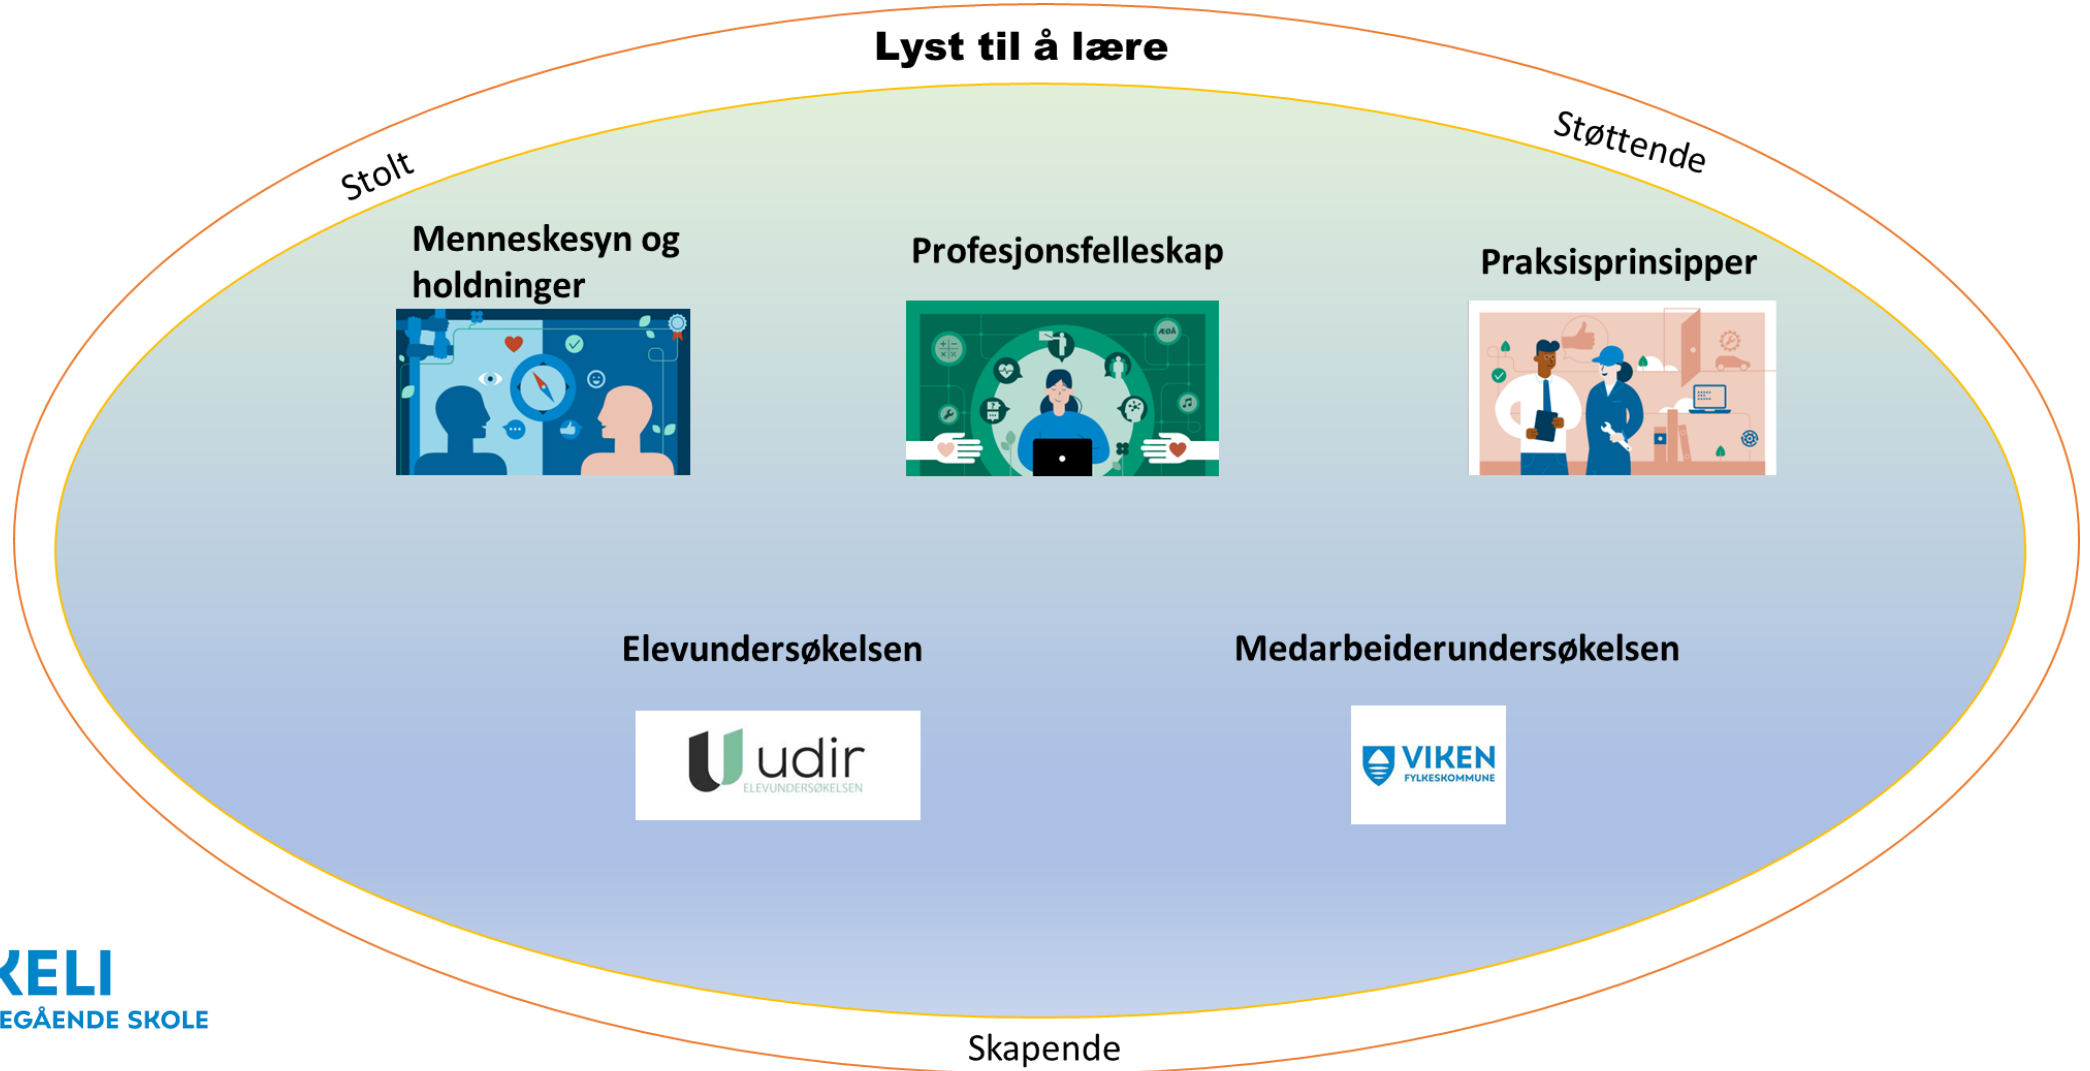 Lyst til å lære
Stolt
Støttende
Menneskesyn og
holdninger
Profesjonsfelleskap
Praksisprinsipper
ÆØÅ
Elevundersøkelsen
Medarbeiderundersøkelsen
udir
ELEVUNDERSØKELSEN
VIKEN
FYLKESKOMMUNE
KELI
EGÅENDE SKOLE
Skapende